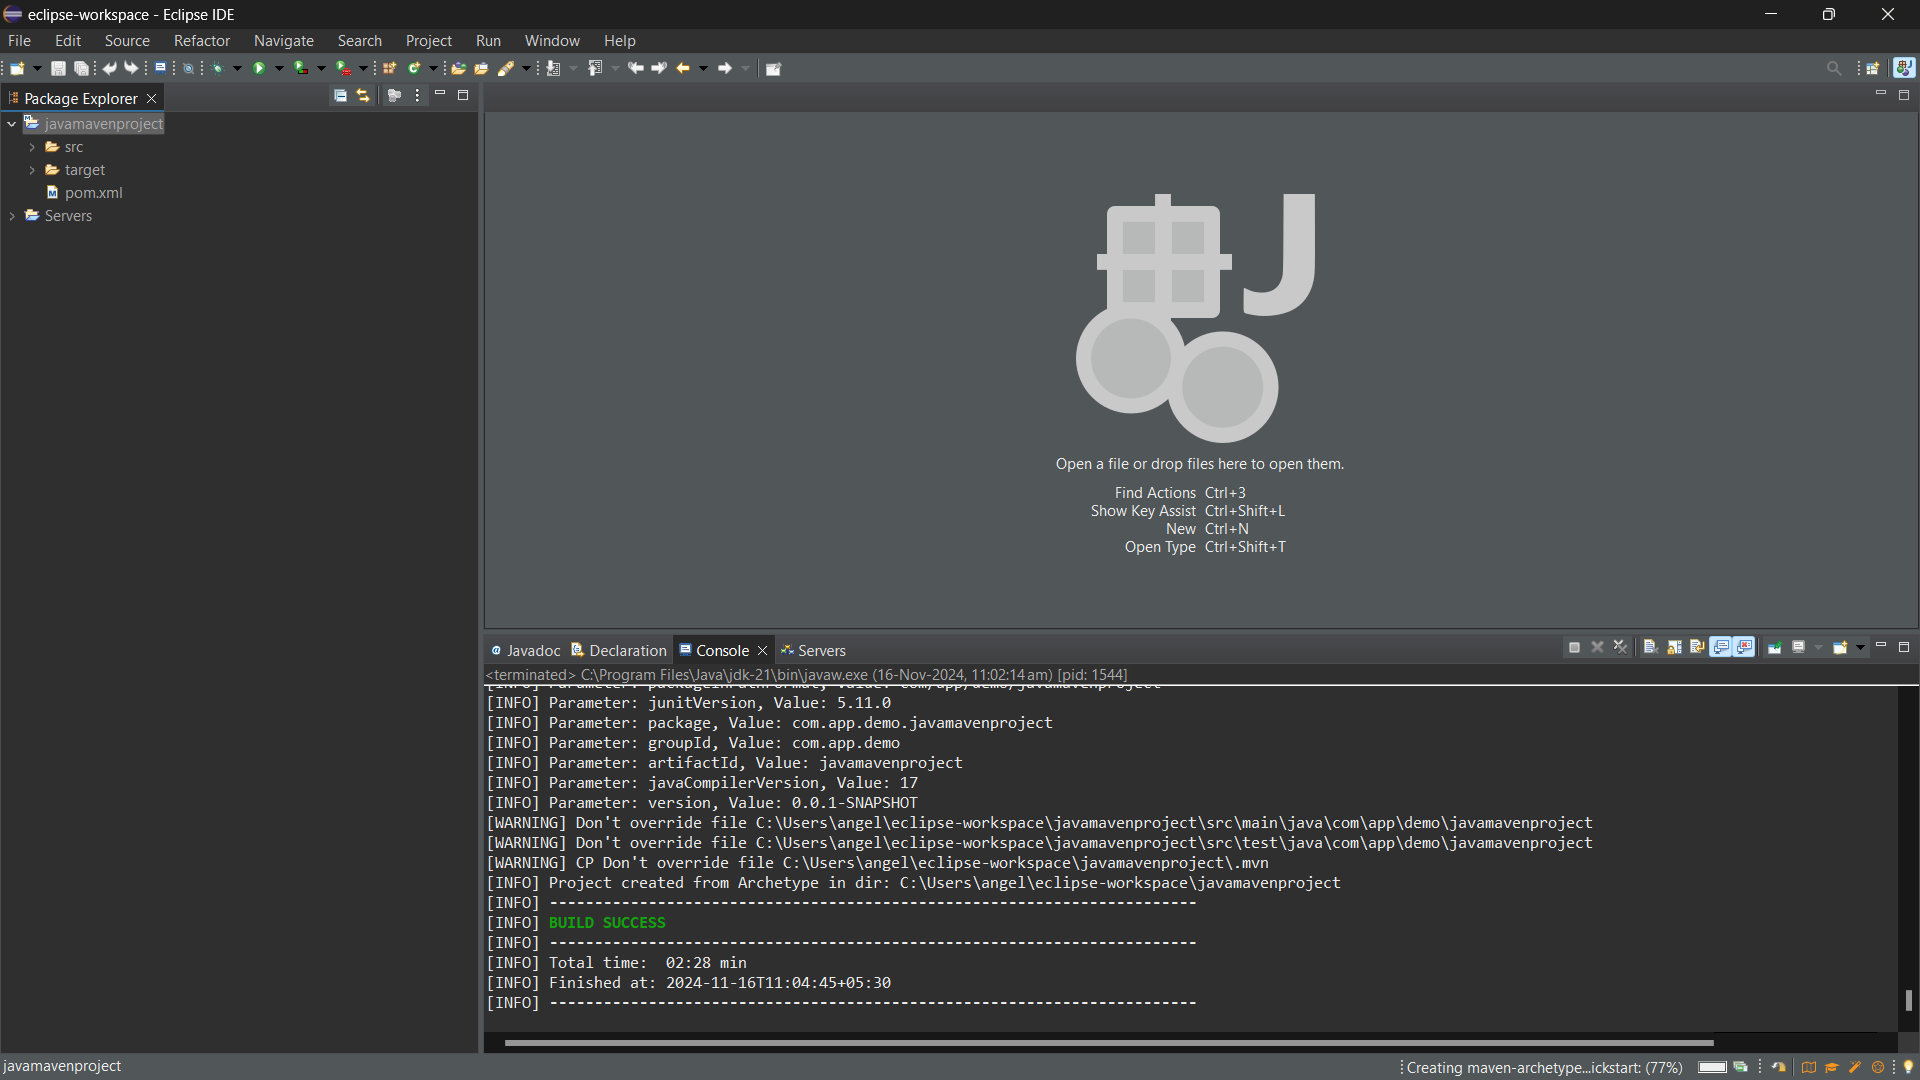 eclipse-workspace - Eclipse IDE
File Edit Source Refactor Navigate Search Project Run Window Help
Package Explorer
javamavenproject
src
target
pom.xml
Servers
J
Open a file or drop files here to open them.
Find Actions Ctrl+3
Show Key Assist Ctrl+Shift+L
New Ctrl+N
Open Type Ctrl+Shift+T
Javadoc Declaration Console Servers
<terminated> C:\Program Files\Java\jdk-21\bin\javaw.exe (16-Nov-2024, 11:02:14 am) [pid: 1544]
[INFO] Parameter: packageInPathFormat, Value: com/app/demo/javamavenproject
[INFO] Parameter: junitVersion, Value: 5.11.0
[INFO] Parameter: package, Value: com.app.demo.javamavenproject
[INFO] Parameter: groupId, Value: com.app.demo
[INFO] Parameter: artifactId, Value: javamavenproject
[INFO] Parameter: javaCompilerVersion, Value: 17
[INFO] Parameter: version, Value: 0.0.1-SNAPSHOT
[WARNING] Don't override file C:\Users\angel\eclipse-workspace\javamavenproject\src\main\java\com\app\demo\javamavenproject
[WARNING] Don't override file C:\Users\angel\eclipse-workspace\javamavenproject\src\test\java\com\app\demo\javamavenproject
[WARNING] CP Don't override file C:\Users\angel\eclipse-workspace\javamavenproject\.mvn
[INFO] Project created from Archetype in dir: C:\Users\angel\eclipse-workspace\javamavenproject
[INFO] ------------------------------------------------------------------------
[INFO] BUILD SUCCESS
[INFO] ------------------------------------------------------------------------
[INFO] Total time:  02:28 min
[INFO] Finished at: 2024-11-16T11:04:45+05:30
[INFO] ------------------------------------------------------------------------
javamavenproject
Creating maven-archetype...ickstart: (77%)